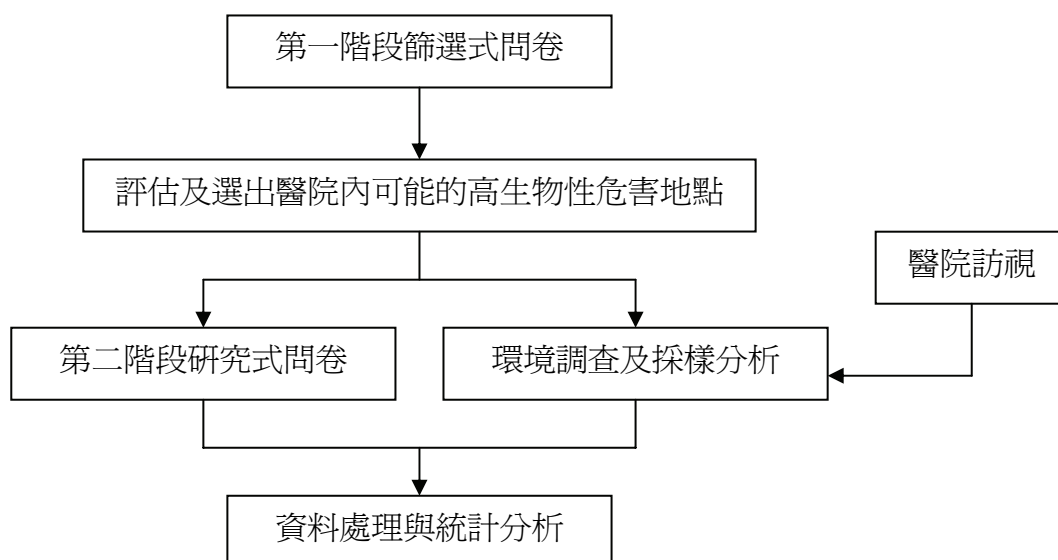 第一階段篩選式問卷
評估及選出醫院內可能的高生物性危害地點
醫院訪視
第二階段研究式問卷
環境調查及採樣分析
資料處理與統計分析